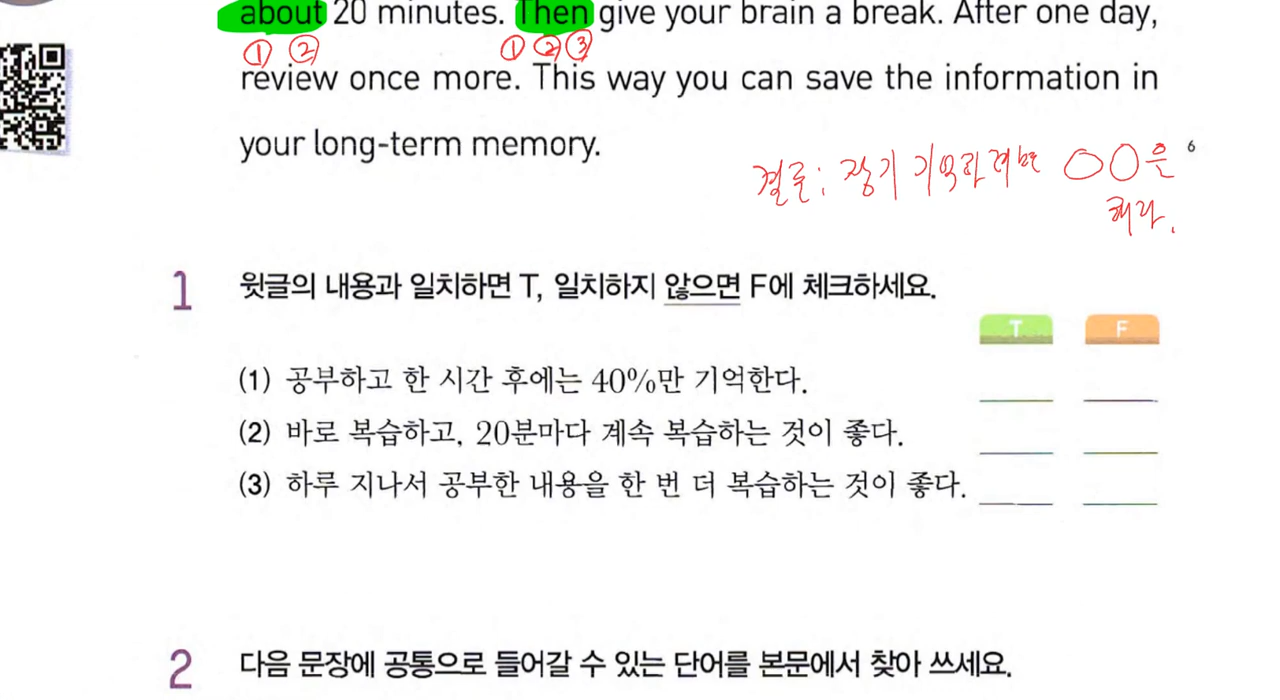 about 20 minutes. Then give your brain a break. After one day,
① ② ① ② ③
review once more. This way you can save the information in
your long-term memory.
결론: 장기 기억하려면 ○○은 6
해라.
1 윗글의 내용과 일치하면 T, 일치하지 않으면 F에 체크하세요.
T F
(1) 공부하고 한 시간 후에는 40%만 기억한다.
(2) 바로 복습하고, 20분마다 계속 복습하는 것이 좋다.
(3) 하루 지나서 공부한 내용을 한 번 더 복습하는 것이 좋다.
2 다음 문장에 공통으로 들어갈 수 있는 단어를 본문에서 찾아 쓰세요.